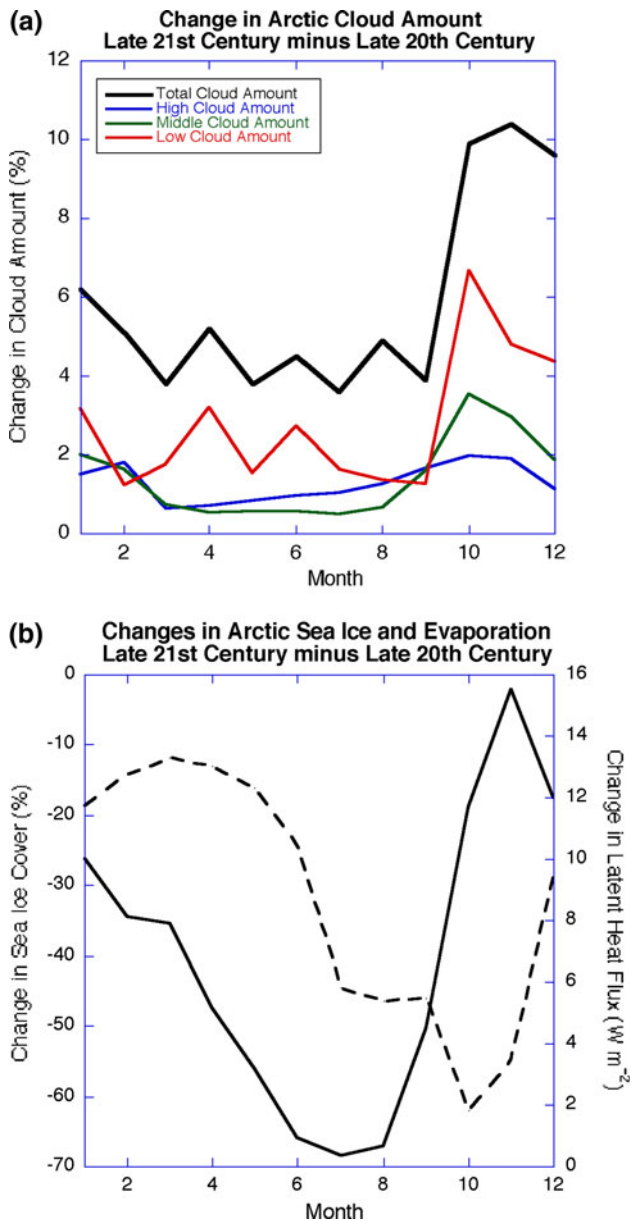 (a)
Change in Arctic Cloud Amount
Late 21st Century minus Late 20th Century
12
10
8
6
4
2
0
Change in Cloud Amount (%)
Total Cloud Amount
High Cloud Amount
Middle Cloud Amount
Low Cloud Amount
2 4 6 8 10 12
Month
(b)
Changes in Arctic Sea Ice and Evaporation
Late 21st Century minus Late 20th Century
0
-10
-20
-30
-40
-50
-60
-70
Change in Sea Ice Cover (%)
16
14
12
10
8
6
4
2
0
Change in Latent Heat Flux (W m⁻²)
2 4 6 8 10 12
Month